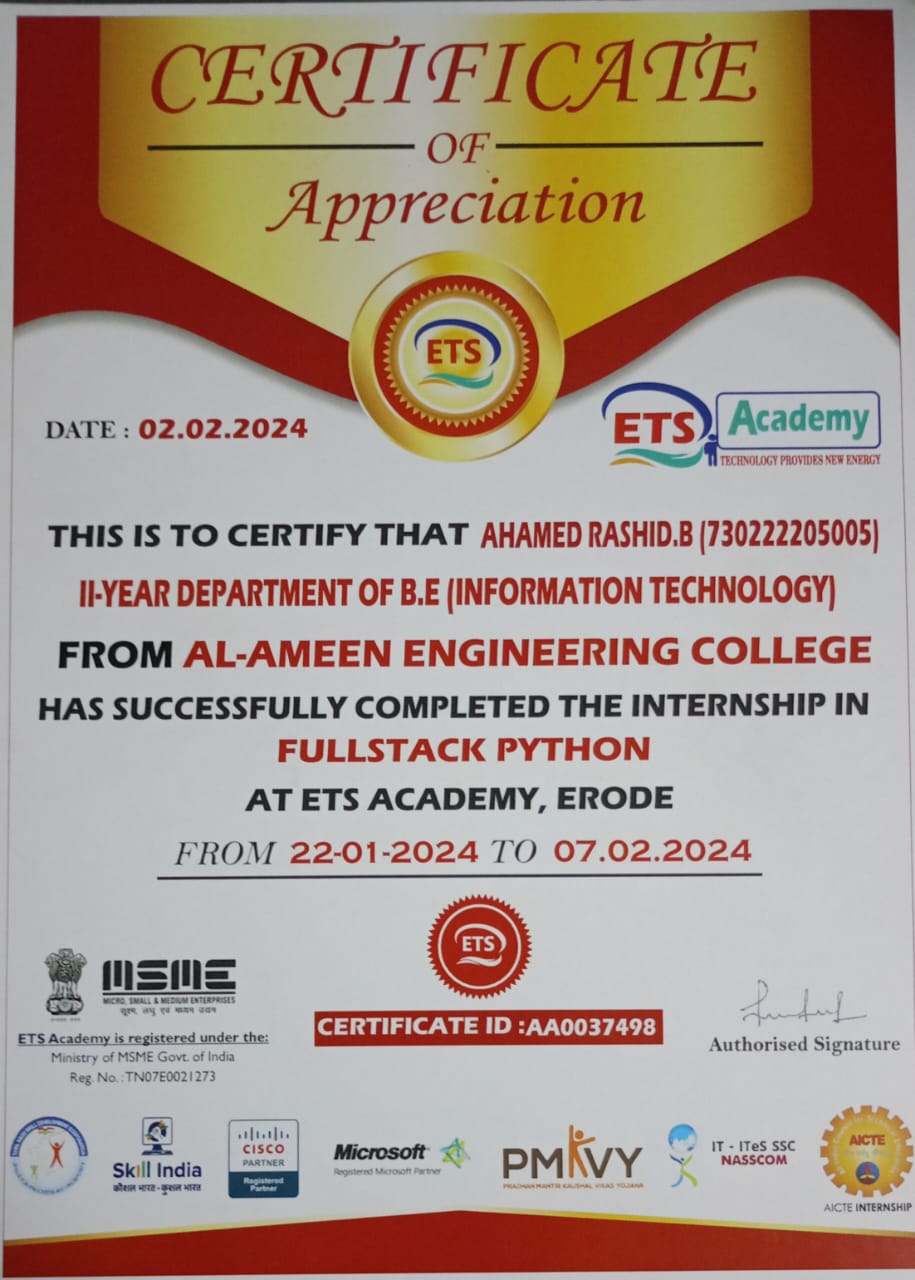 CERTIFICATE
OF
Appreciation
ETS
DATE : 02.02.2024
ETS Academy
TECHNOLOGY PROVIDES NEW ENERGY
THIS IS TO CERTIFY THAT AHAMED RASHID.B (730222205005)
II-YEAR DEPARTMENT OF B.E (INFORMATION TECHNOLOGY)
FROM AL-AMEEN ENGINEERING COLLEGE
HAS SUCCESSFULLY COMPLETED THE INTERNSHIP IN
FULLSTACK PYTHON
AT ETS ACADEMY, ERODE
FROM 22-01-2024 TO 07.02.2024
ETS
MSME
MICRO, SMALL & MEDIUM ENTERPRISES
सूक्ष्म, लघु एवं मध्यम उद्यम
ETS Academy is registered under the:
Ministry of MSME Govt. of India
Reg. No. :TN07E0021273
CERTIFICATE ID :AA0037498
Authorised Signature
Skill India
कौशल भारत - कुशल भारत
CISCO
PARTNER
Registered
Partner
Microsoft
Registered Microsoft Partner
PMKVY
PRADHAN MANTRI KAUSHAL VIKAS YOJANA
IT - ITeS SSC
NASSCOM
AICTE
AICTE INTERNSHIP